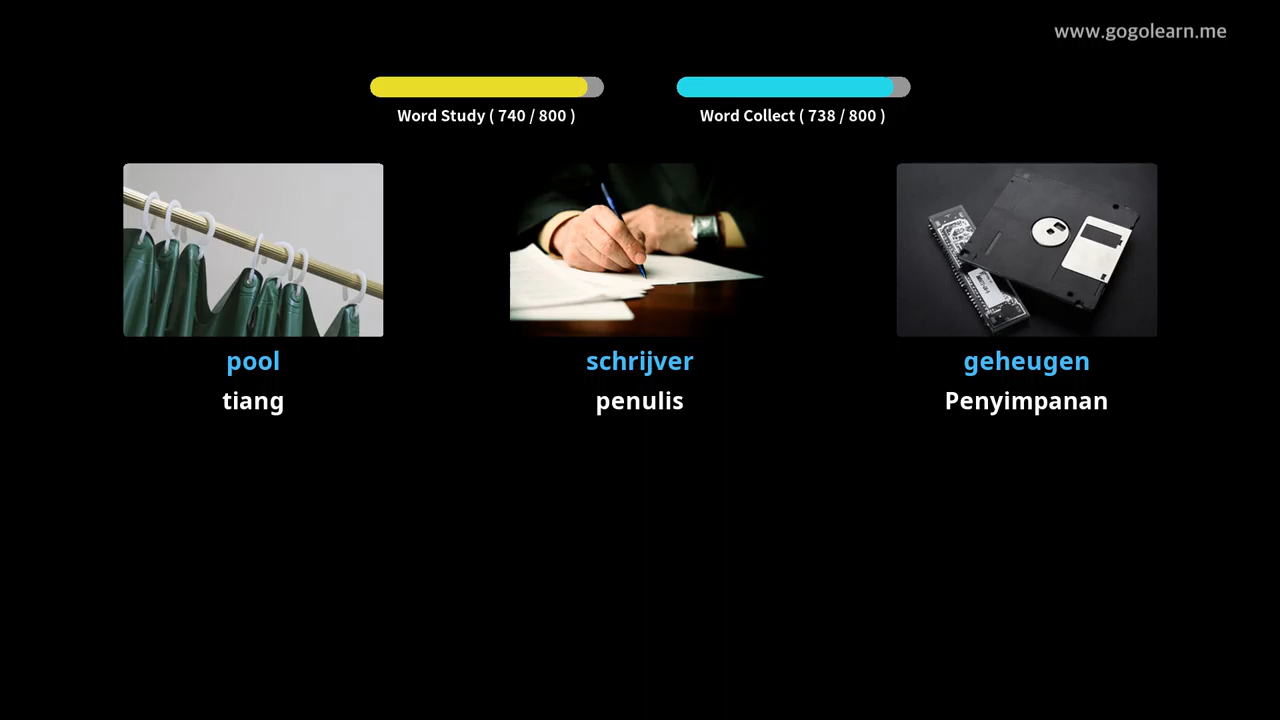 www.gogolearn.me
Word Study ( 740 / 800 )
Word Collect ( 738 / 800 )
pool
tiang
schrijver
penulis
geheugen
Penyimpanan